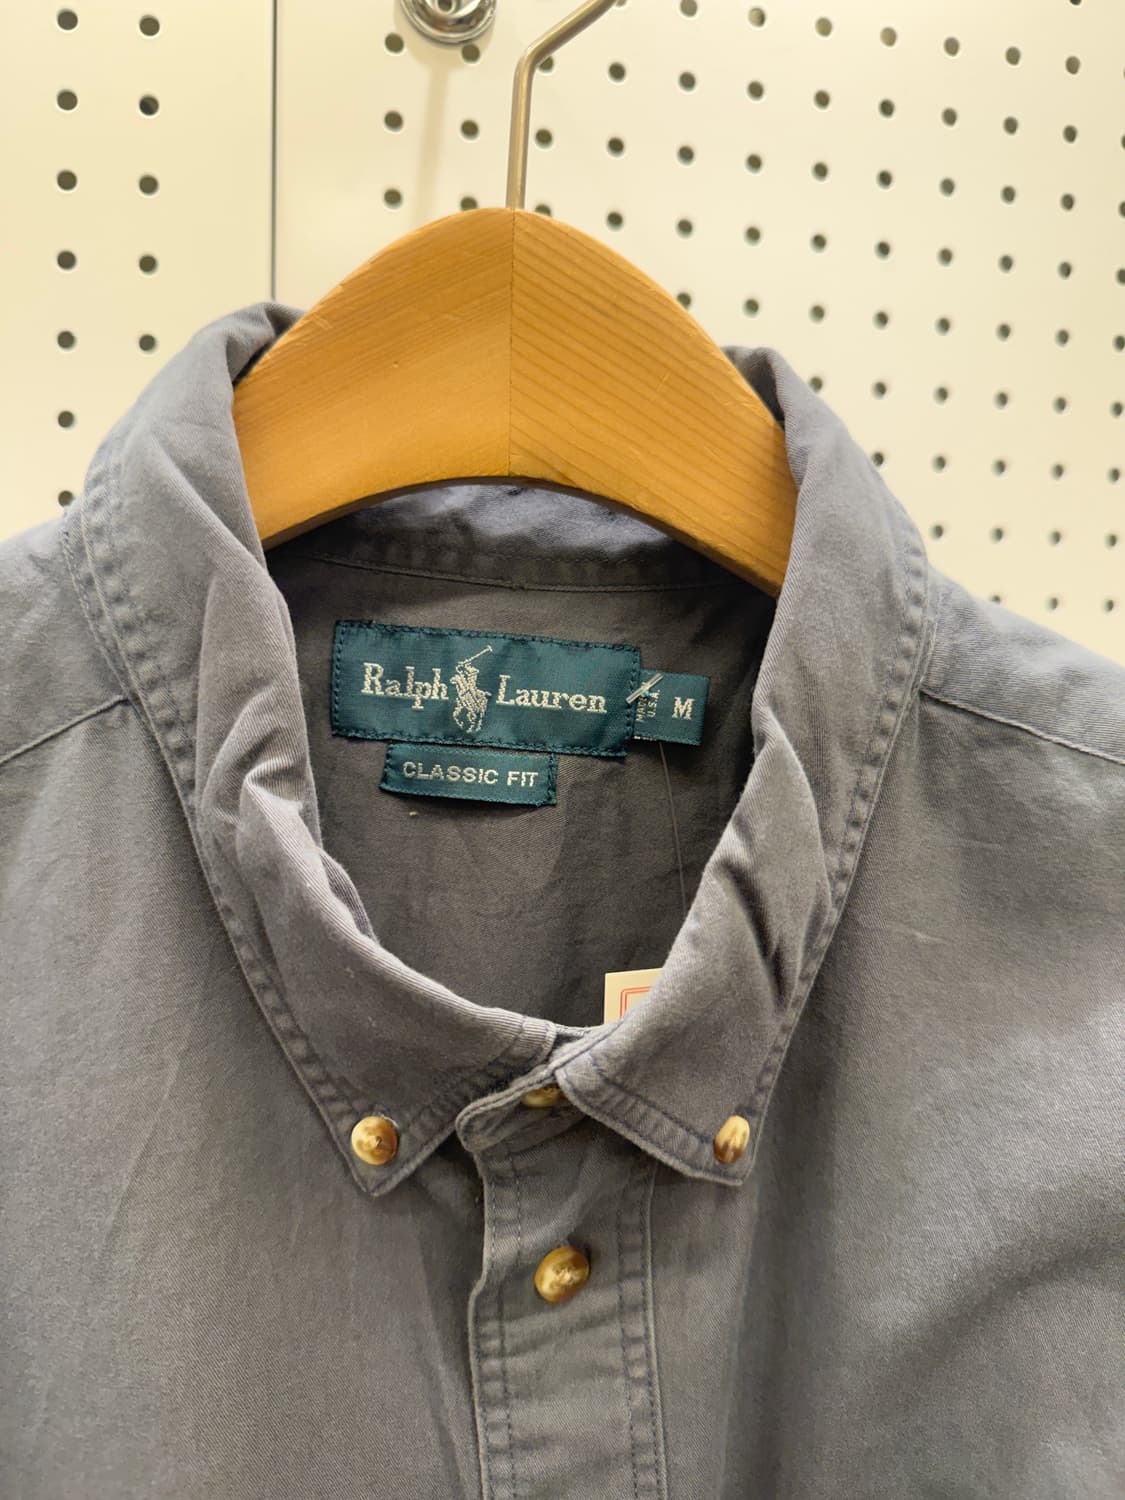 Ralph Lauren
MADE IN
U.S.A.
M
CLASSIC FIT